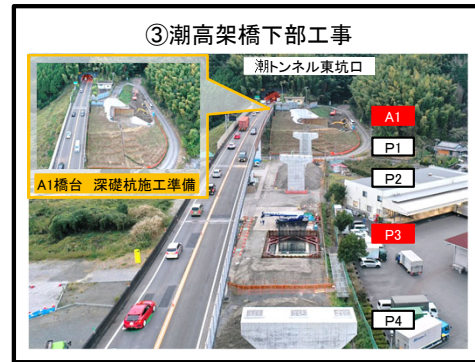 ③潮高架橋下部工事
潮トンネル東坑口
A1
P1
P2
A1橋台 深礎杭施工準備
P3
P4